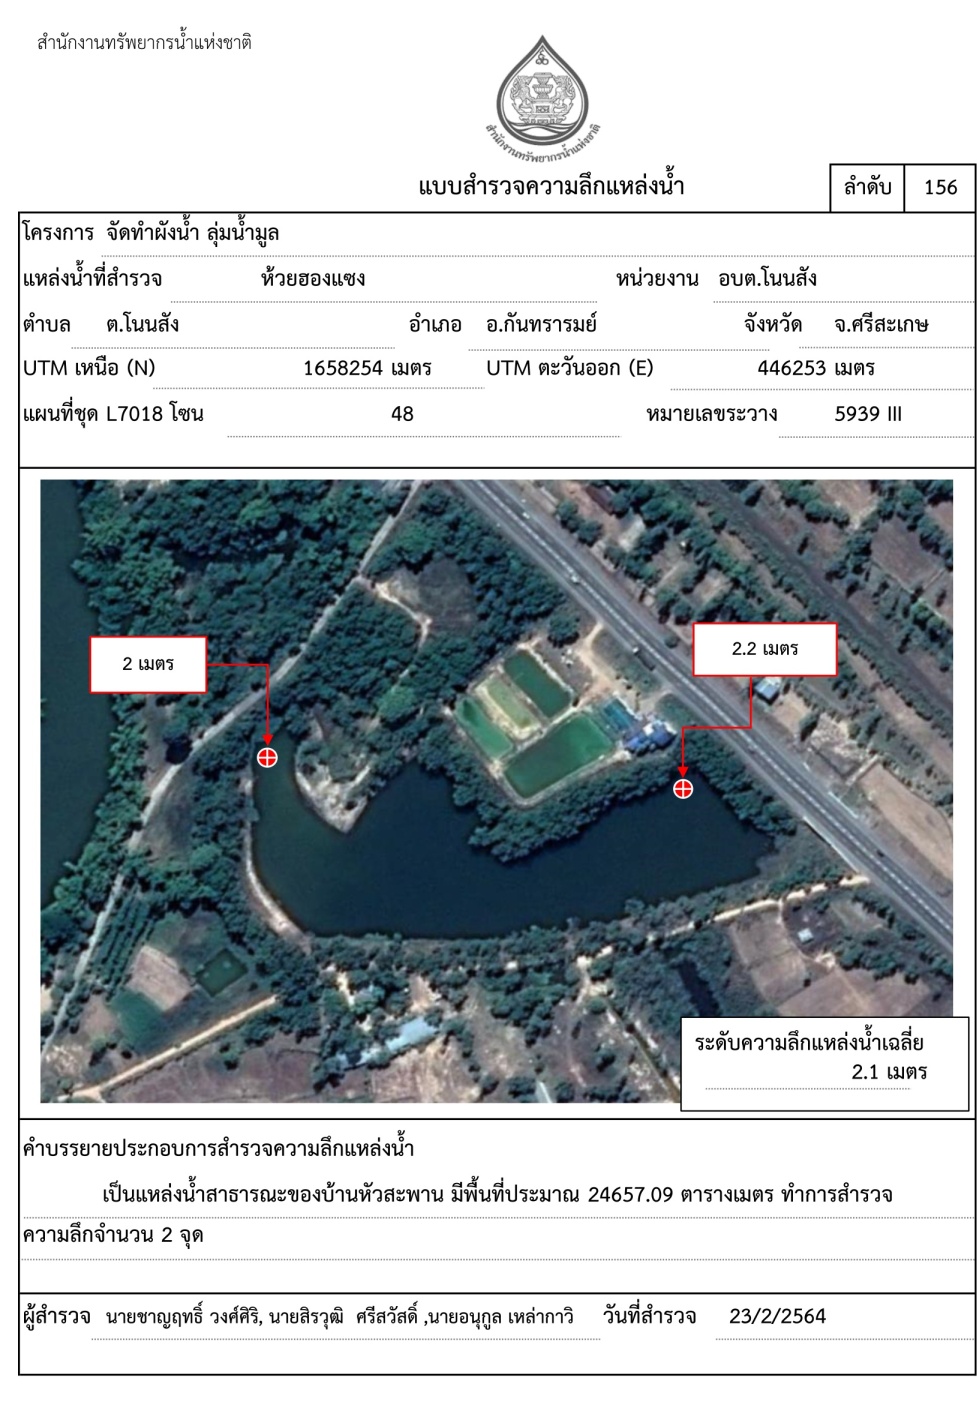 สำนักงานทรัพยากรน้ำแห่งชาติ
สำนักงานทรัพยากรน้ำแห่งชาติ
แบบสำรวจความลึกแหล่งน้ำ ลำดับ 156
โครงการ จัดทำผังน้ำ ลุ่มน้ำมูล
แหล่งน้ำที่สำรวจ ห้วยฮองแซง หน่วยงาน อบต.โนนสัง
ตำบล ต.โนนสัง อำเภอ อ.กันทรารมย์ จังหวัด จ.ศรีสะเกษ
UTM เหนือ (N) 1658254 เมตร UTM ตะวันออก (E) 446253 เมตร
แผนที่ชุด L7018 โซน 48 หมายเลขระวาง 5939 III
2.2 เมตร
2 เมตร
ระดับความลึกแหล่งน้ำเฉลี่ย
2.1 เมตร
คำบรรยายประกอบการสำรวจความลึกแหล่งน้ำ
เป็นแหล่งน้ำสาธารณะของบ้านหัวสะพาน มีพื้นที่ประมาณ 24657.09 ตารางเมตร ทำการสำรวจ
ความลึกจำนวน 2 จุด
ผู้สำรวจ นายชาญฤทธิ์ วงศ์ศิริ, นายสิรวุฒิ ศรีสวัสดิ์ ,นายอนุกูล เหล่ากาวิ วันที่สำรวจ 23/2/2564